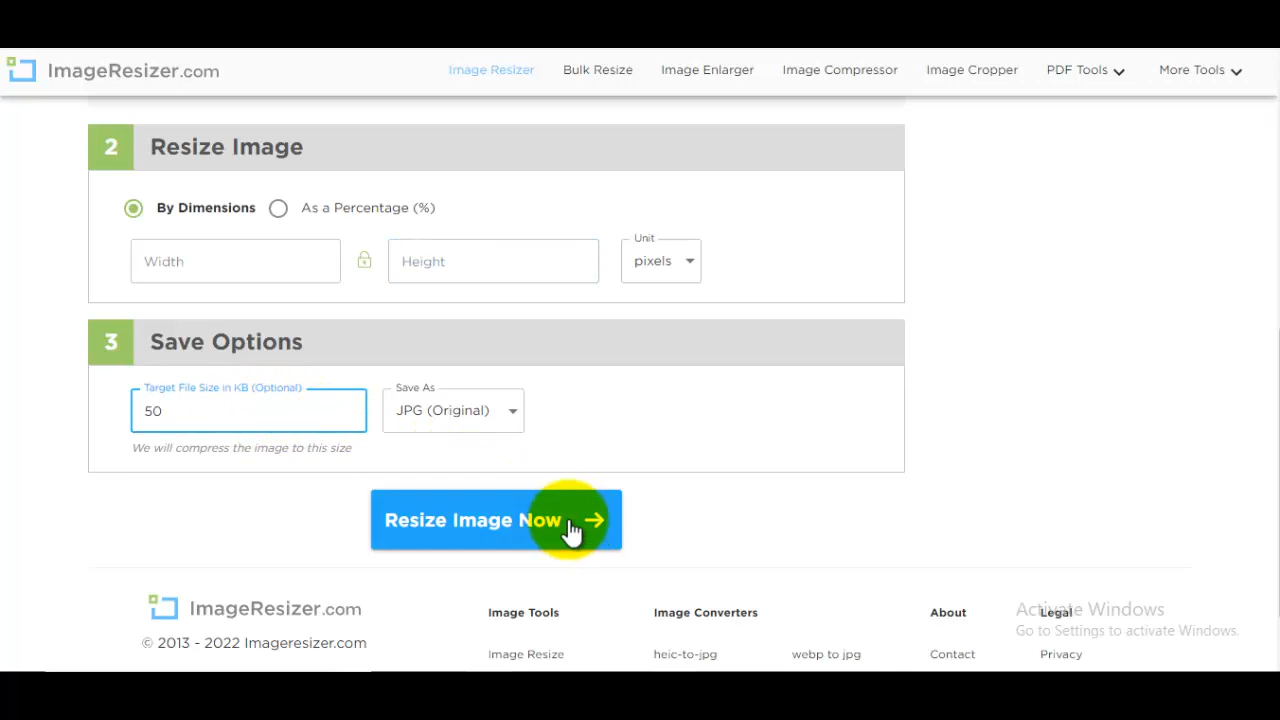 ImageResizer.com Image Resizer Bulk Resize Image Enlarger Image Compressor Image Cropper PDF Tools More Tools
2 Resize Image
By Dimensions As a Percentage (%)
Unit
Width Height pixels
3 Save Options
Target File Size in KB (Optional) Save As
50 JPG (Original)
We will compress the image to this size
Resize Image Now
ImageResizer.com Image Tools Image Converters About Legal
Activate Windows
Go to Settings to activate Windows.
© 2013 - 2022 Imageresizer.com
Image Resize heic-to-jpg webp to jpg Contact Privacy